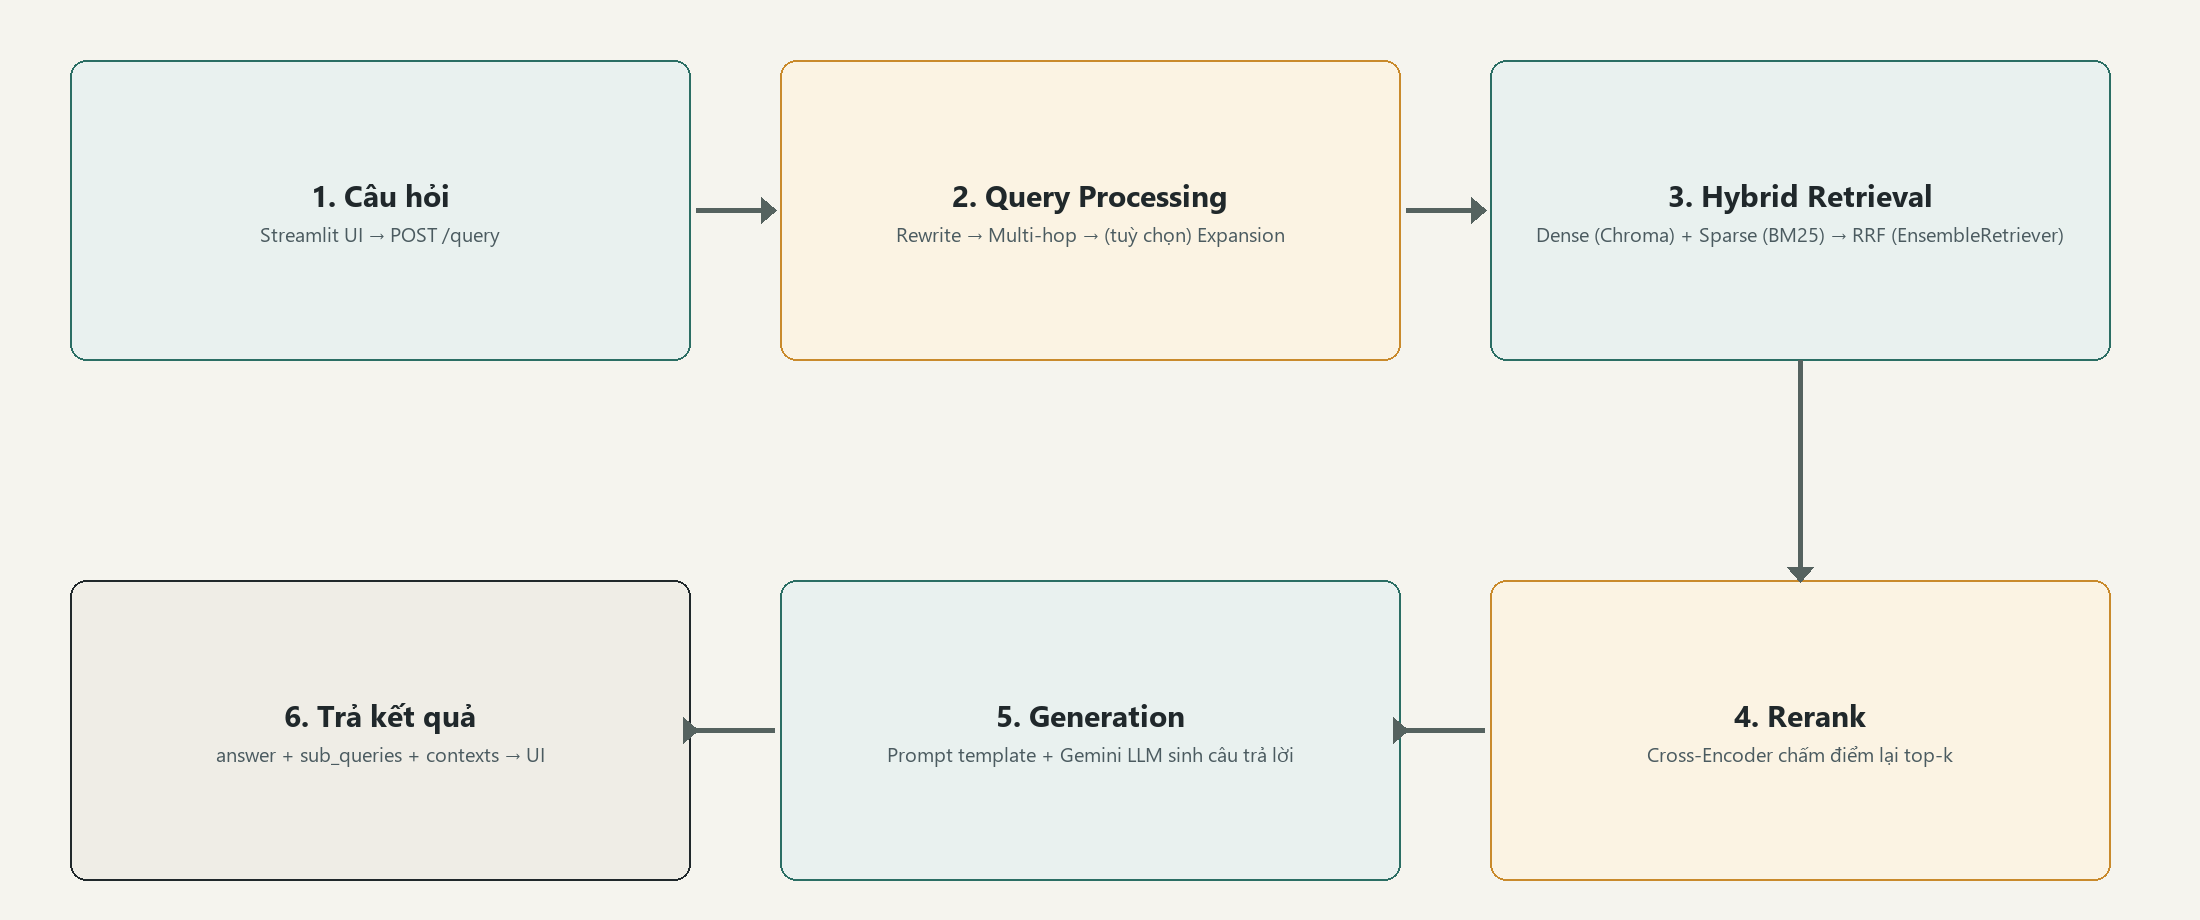 1. Câu hỏi
Streamlit UI → POST /query
2. Query Processing
Rewrite → Multi-hop → (tuỳ chọn) Expansion
3. Hybrid Retrieval
Dense (Chroma) + Sparse (BM25) → RRF (EnsembleRetriever)
4. Rerank
Cross-Encoder chấm điểm lại top-k
5. Generation
Prompt template + Gemini LLM sinh câu trả lời
6. Trả kết quả
answer + sub_queries + contexts → UI